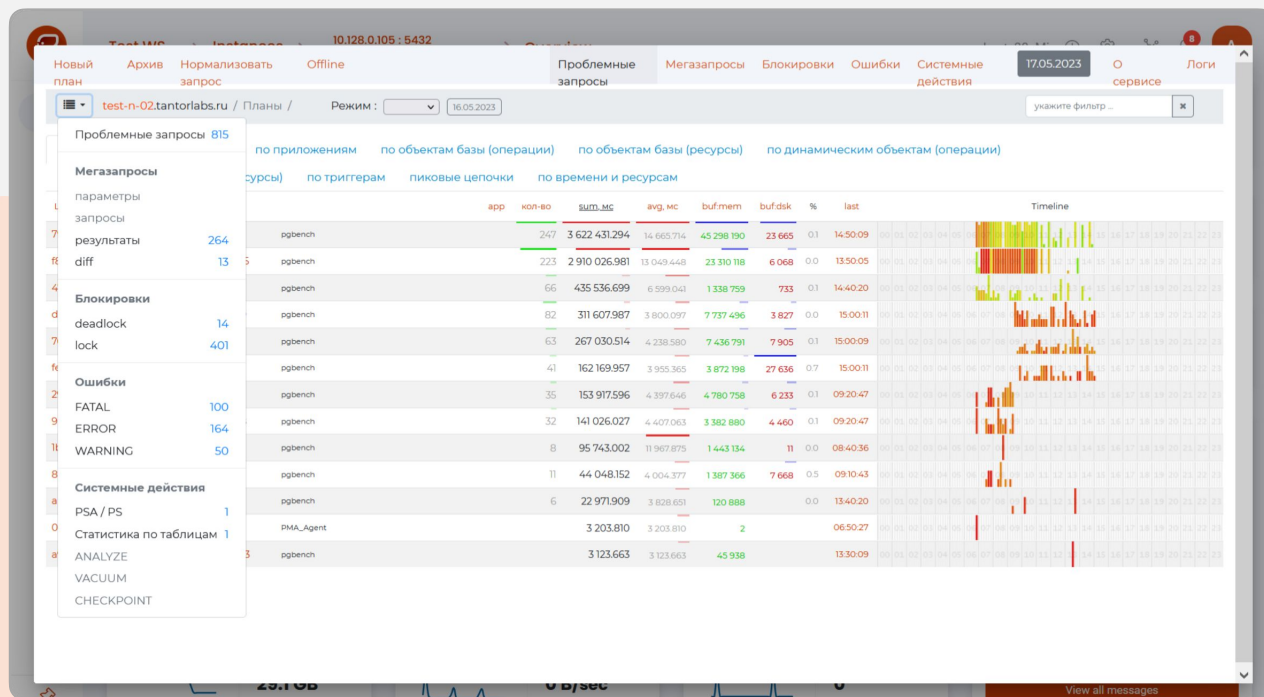 10.128.0.105 : 5432
8
Новый план Архив Нормализовать запрос Offline Проблемные запросы Мегазапросы Блокировки Ошибки Системные действия 17.05.2023 О сервисе Логи
test-n-02.tantorlabs.ru / Планы / Режим : 16.05.2023 укажите фильтр ...
Проблемные запросы 815
Мегазапросы
параметры
запросы
результаты 264
diff 13
Блокировки
deadlock 14
lock 401
Ошибки
FATAL 100
ERROR 164
WARNING 50
Системные действия
PSA / PS 1
Статистика по таблицам 1
ANALYZE
VACUUM
CHECKPOINT
по приложениям по объектам базы (операции) по объектам базы (ресурсы) по динамическим объектам (операции)
по триггерам пиковые цепочки по времени и ресурсам
app кол-во sum, мс avg, мс buf:mem buf:dsk % last Timeline
pgbench 247 3 622 431.294 14 665.714 45 298 190 23 665 0.1 14:50:09
pgbench 223 2 910 026.981 13 049.448 23 310 118 6 068 0.0 13:50:05
pgbench 66 435 536.699 6 599.041 1 338 759 733 0.1 14:40:20
pgbench 82 311 607.987 3 800.097 7 737 496 3 827 0.0 15:00:11
pgbench 63 267 030.514 4 238.580 7 436 791 7 905 0.1 15:00:09
pgbench 41 162 169.957 3 955.365 3 872 198 27 636 0.7 15:00:11
pgbench 35 153 917.596 4 397.646 4 780 758 6 233 0.1 09:20:47
pgbench 32 141 026.027 4 407.063 3 382 880 4 460 0.1 09:20:47
pgbench 8 95 743.002 11 967.875 1 443 134 11 0.0 08:40:36
pgbench 11 44 048.152 4 004.377 1 387 366 7 668 0.5 09:10:43
pgbench 6 22 971.909 3 828.651 120 888 0.0 13:40:20
PMA_Agent 3 203.810 3 203.810 2 06:50:27
pgbench 3 123.663 3 123.663 45 938 13:30:09
View all messages